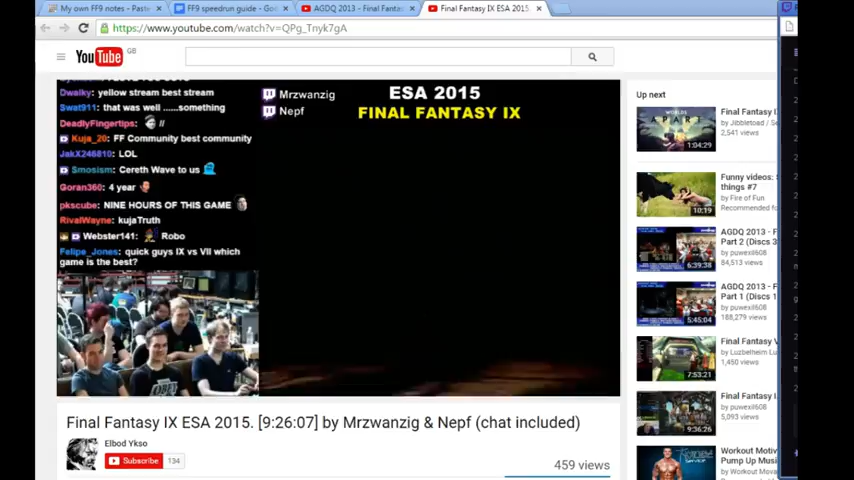 My own FF9 notes - Paste
FF9 speedrun guide - Go
AGDQ 2013 - Final Fantas
Final Fantasy IX ESA 2015.
https://www.youtube.com/watch?v=QPg_Tnyk7gA
You Tube GB
Dwalky: yellow stream best stream
Swat911: that was well ......something
DeadlyFingertips: //
Kuja_20: FF Community best community
JakX246810: LOL
Smosism: Cereth Wave to us
Goran360: 4 year
pkscube: NINE HOURS OF THIS GAME
RivalWayne: kujaTruth
Webster141: Robo
Felipe_Jones: quick guys IX vs VII which
game is the best?
Mrzwanzig
Nepf
ESA 2015
FINAL FANTASY IX
Final Fantasy IX ESA 2015. [9:26:07] by Mrzwanzig & Nepf (chat included)
Elbod Ykso
Subscribe 134
459 views
Up next
WORLDS
APART
1:04:29
Final Fantasy I
by Jibbletoad / Se
2,541 views
10:19
Funny videos: S
things #7
by Fire of Fun
Recommended fo
6:39:38
AGDQ 2013 - F
Part 2 (Discs 3
by puwexil608
84,513 views
5:45:04
AGDQ 2013 - F
Part 1 (Discs 1
by puwexil608
188,279 views
7:53:21
Final Fantasy V
by Luzbelheim Lu
1,450 views
9:36:26
Final Fantasy I
by puwexil608
5,093 views
Workout Motiv
Pump Up Musi
by Workout Mova